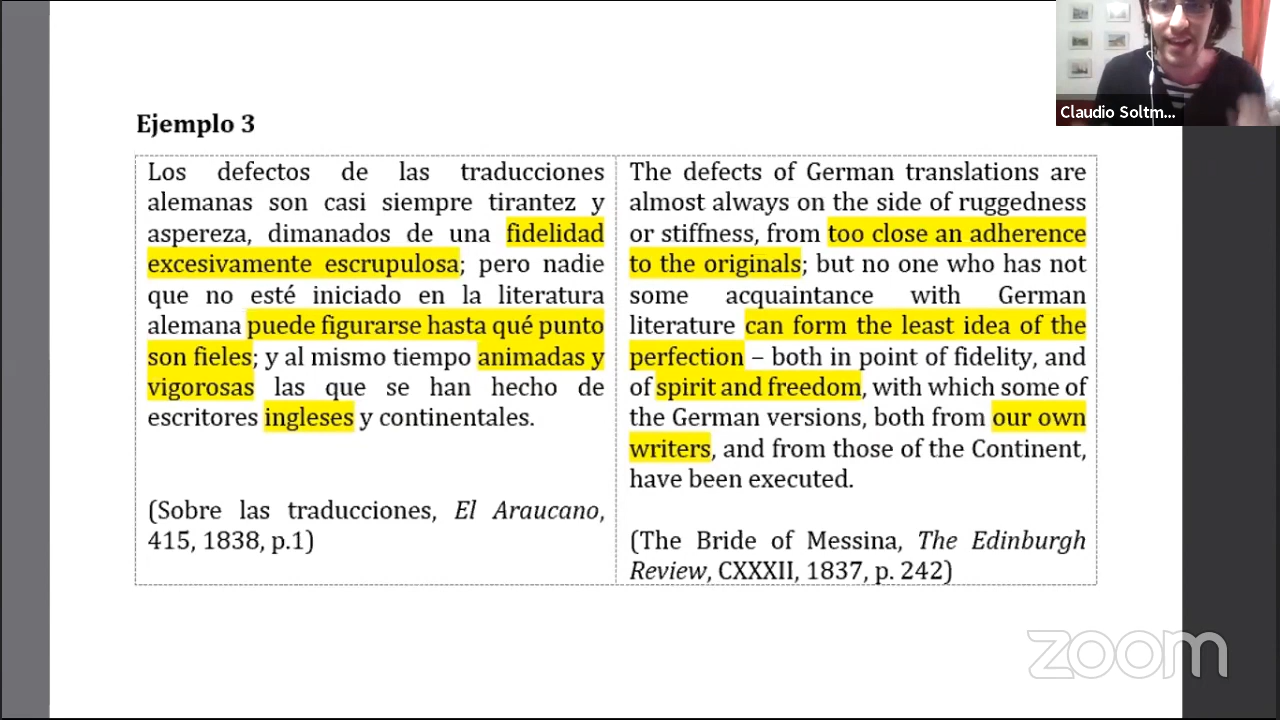 Claudio Soltm...
Ejemplo 3
Los defectos de las traducciones
alemanas son casi siempre tirantez y
aspereza, dimanados de una fidelidad
excesivamente escrupulosa; pero nadie
que no esté iniciado en la literatura
alemana puede figurarse hasta qué punto
son fieles; y al mismo tiempo animadas y
vigorosas las que se han hecho de
escritores ingleses y continentales.
(Sobre las traducciones, El Araucano,
415, 1838, p.1)
The defects of German translations are
almost always on the side of ruggedness
or stiffness, from too close an adherence
to the originals; but no one who has not
some acquaintance with German
literature can form the least idea of the
perfection – both in point of fidelity, and
of spirit and freedom, with which some of
the German versions, both from our own
writers, and from those of the Continent,
have been executed.
(The Bride of Messina, The Edinburgh
Review, CXXXII, 1837, p. 242)
zoom